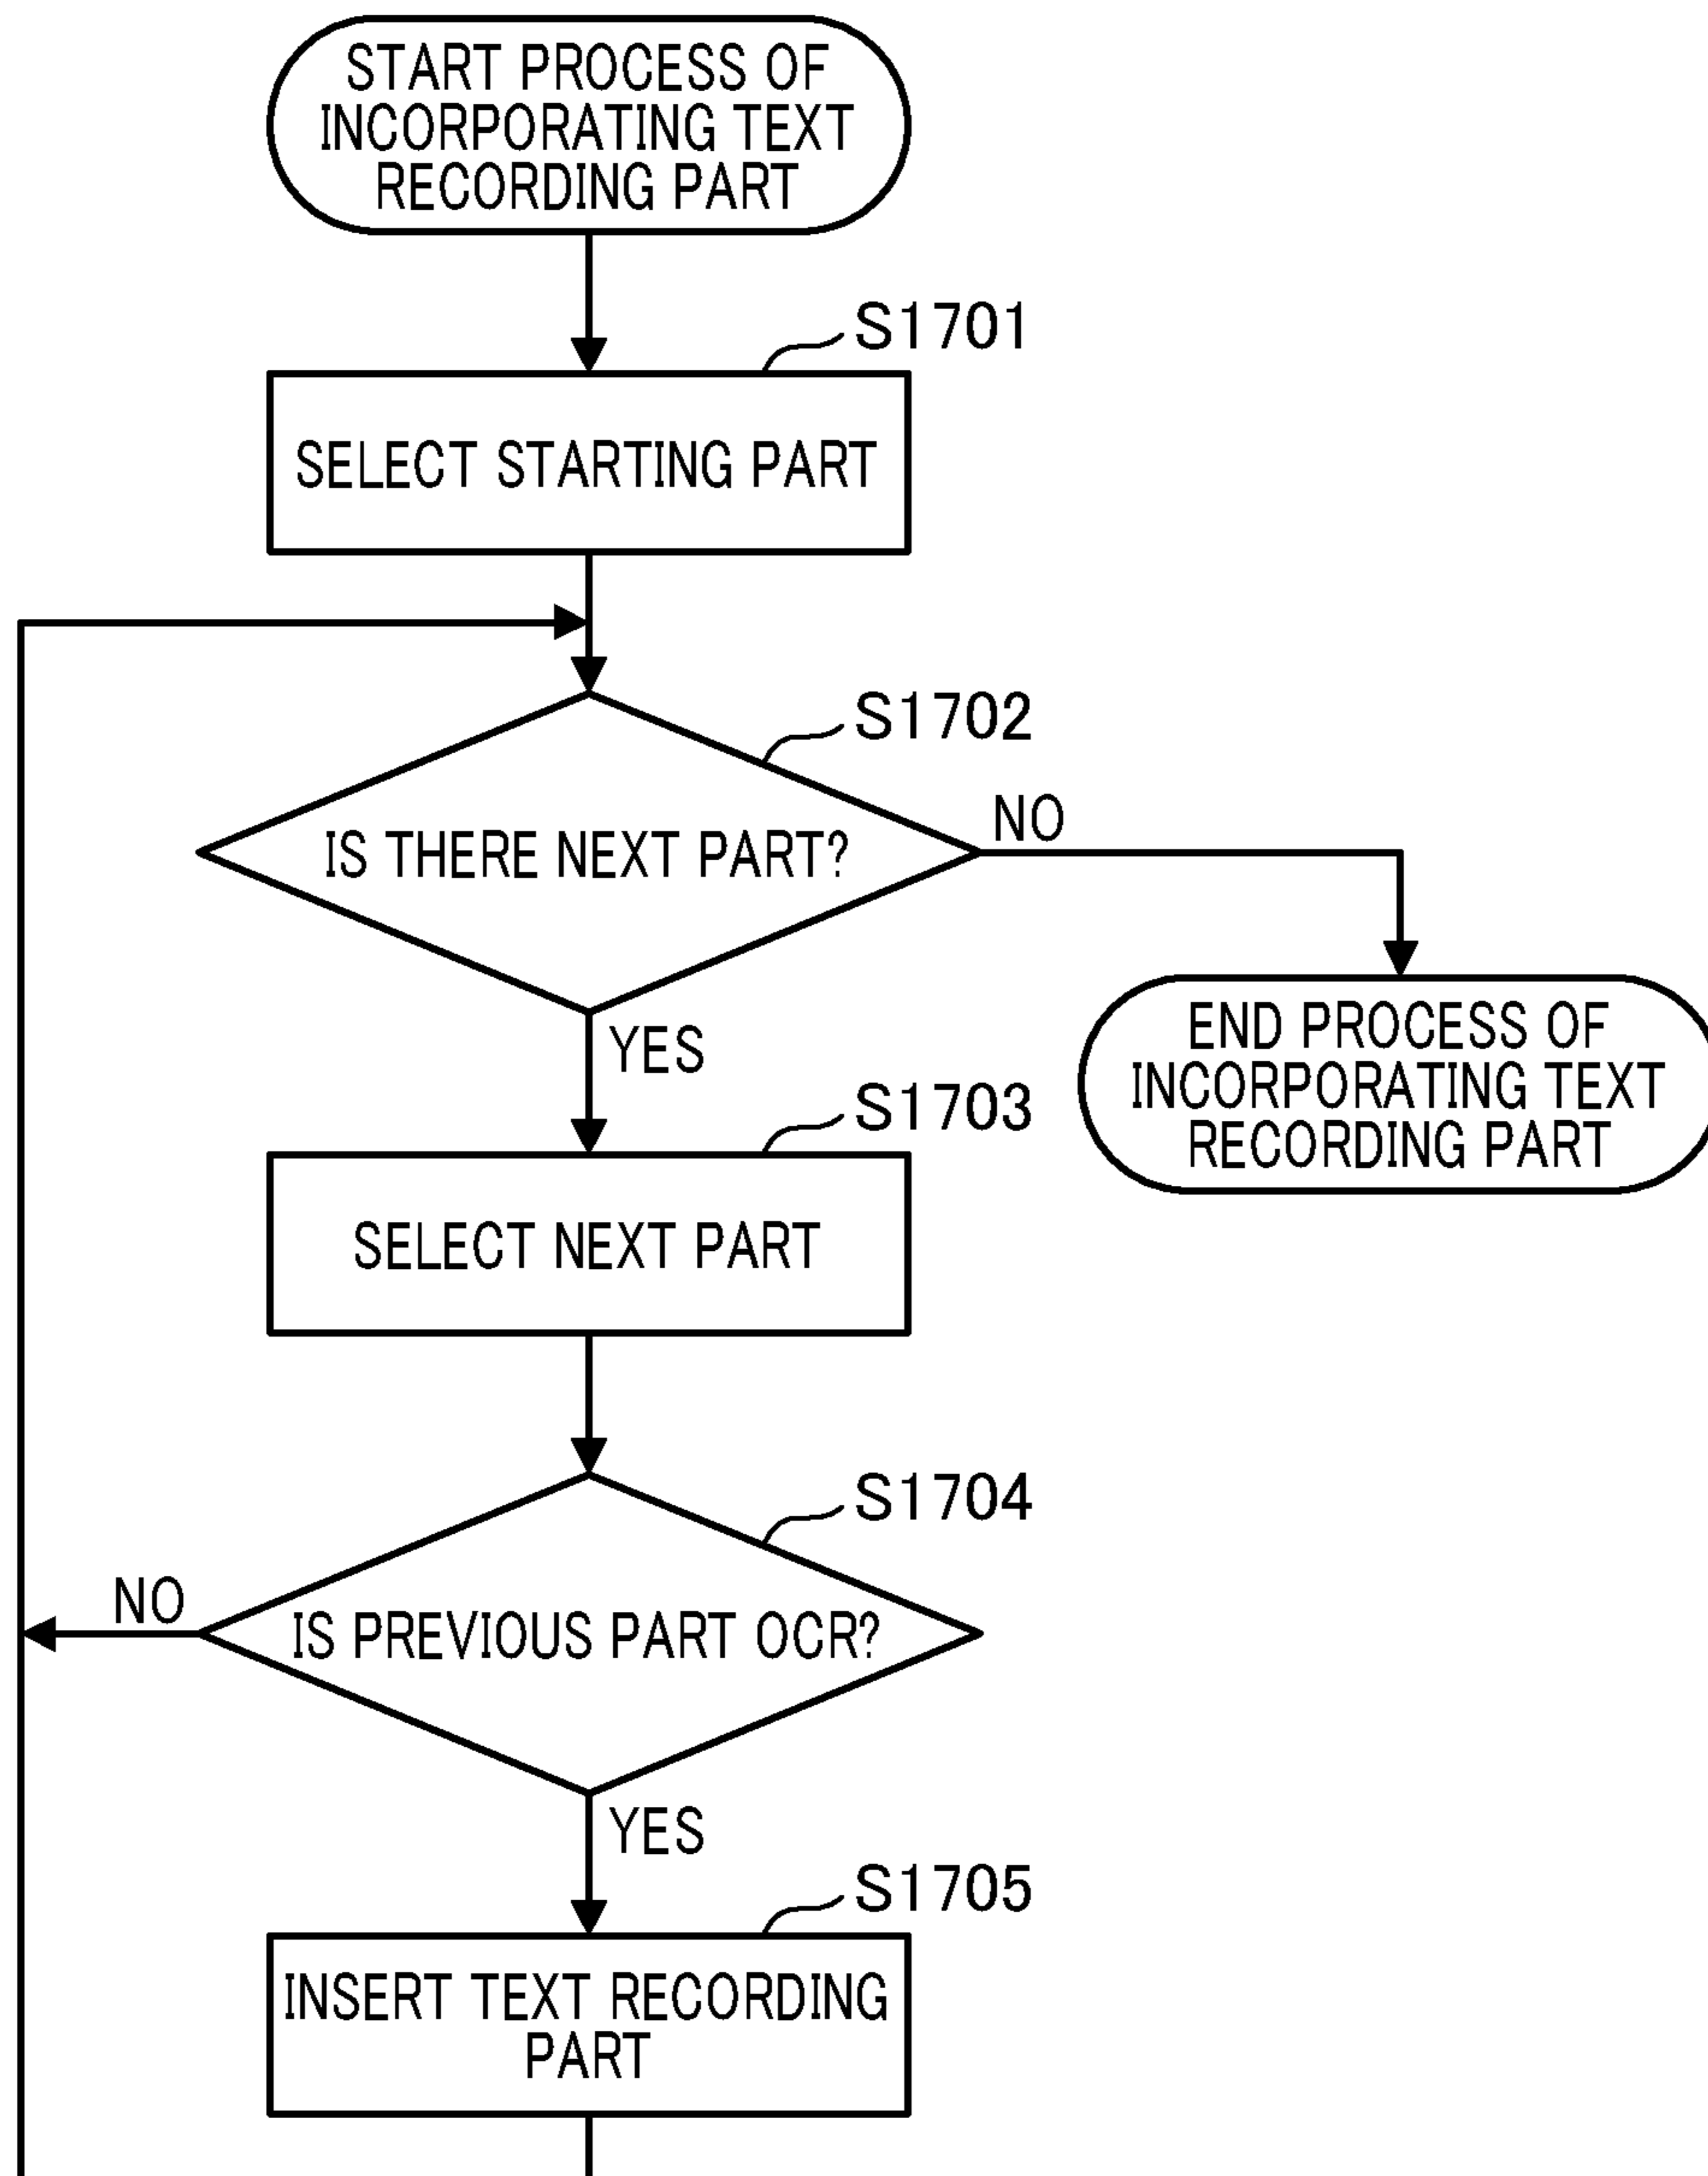 START PROCESS OF
INCORPORATING TEXT
RECORDING PART
S1701
SELECT STARTING PART
S1702
IS THERE NEXT PART?
NO
YES
END PROCESS OF
INCORPORATING TEXT
RECORDING PART
S1703
SELECT NEXT PART
S1704
IS PREVIOUS PART OCR?
NO
YES
S1705
INSERT TEXT RECORDING
PART